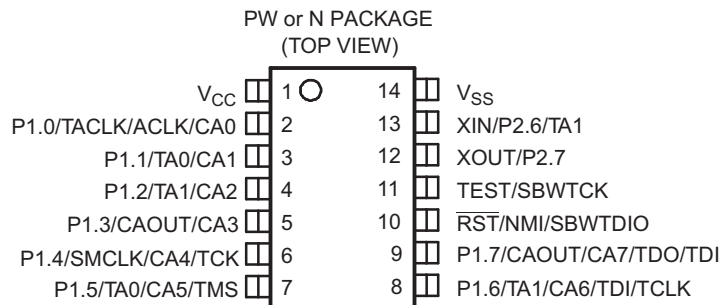 PW or N PACKAGE
(TOP VIEW)
VCC 1 14 VSS
P1.0/TACLK/ACLK/CA0 2 13 XIN/P2.6/TA1
P1.1/TA0/CA1 3 12 XOUT/P2.7
P1.2/TA1/CA2 4 11 TEST/SBWTCK
P1.3/CAOUT/CA3 5 10 RST/NMI/SBWTDIO
P1.4/SMCLK/CA4/TCK 6 9 P1.7/CAOUT/CA7/TDO/TDI
P1.5/TA0/CA5/TMS 7 8 P1.6/TA1/CA6/TDI/TCLK